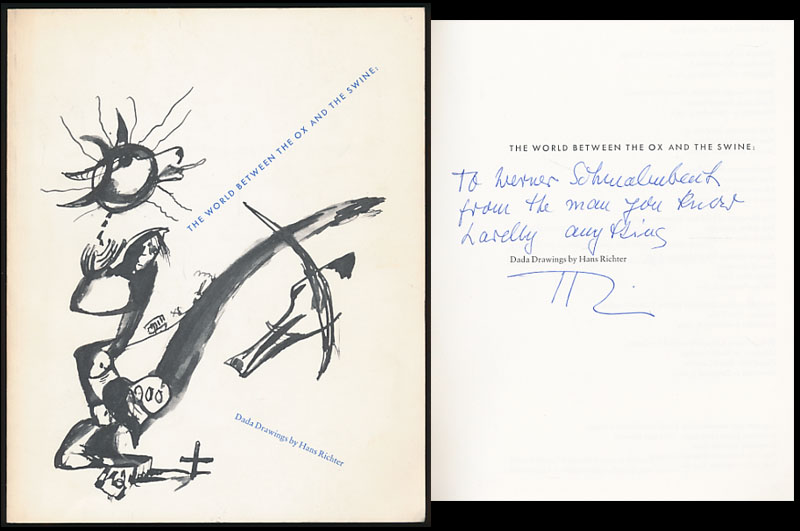 THE WORLD BETWEEN THE OX AND THE SWINE;
Dada Drawings by Hans Richter
THE WORLD BETWEEN THE OX AND THE SWINE:
To Werner Schmalenbach
from the man you know
hardly anything
Dada Drawings by Hans Richter